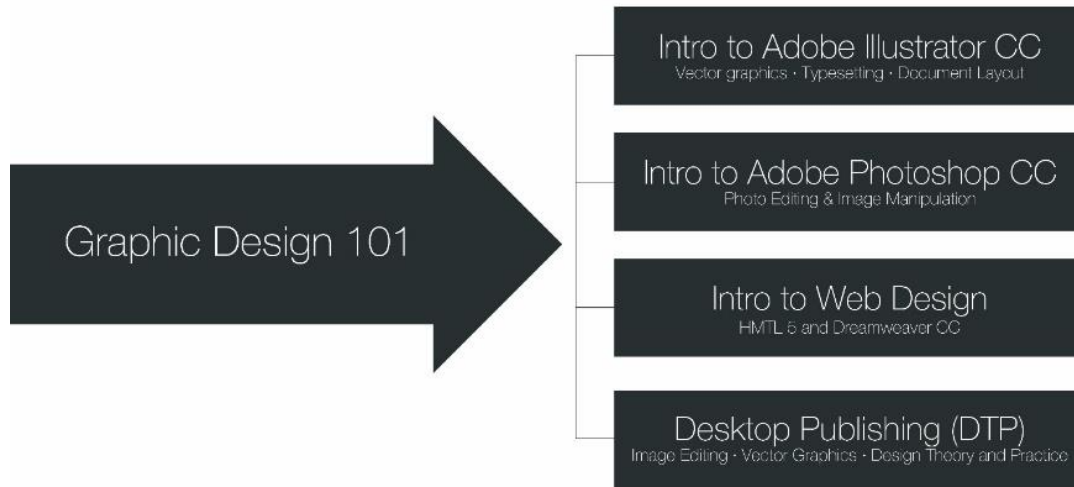 Graphic Design 101
Intro to Adobe Illustrator CC
Vector graphics · Typesetting · Document Layout
Intro to Adobe Photoshop CC
Photo Editing & Image Manipulation
Intro to Web Design
HMTL 5 and Dreamweaver CC
Desktop Publishing (DTP)
Image Editing · Vector Graphics · Design Theory and Practice